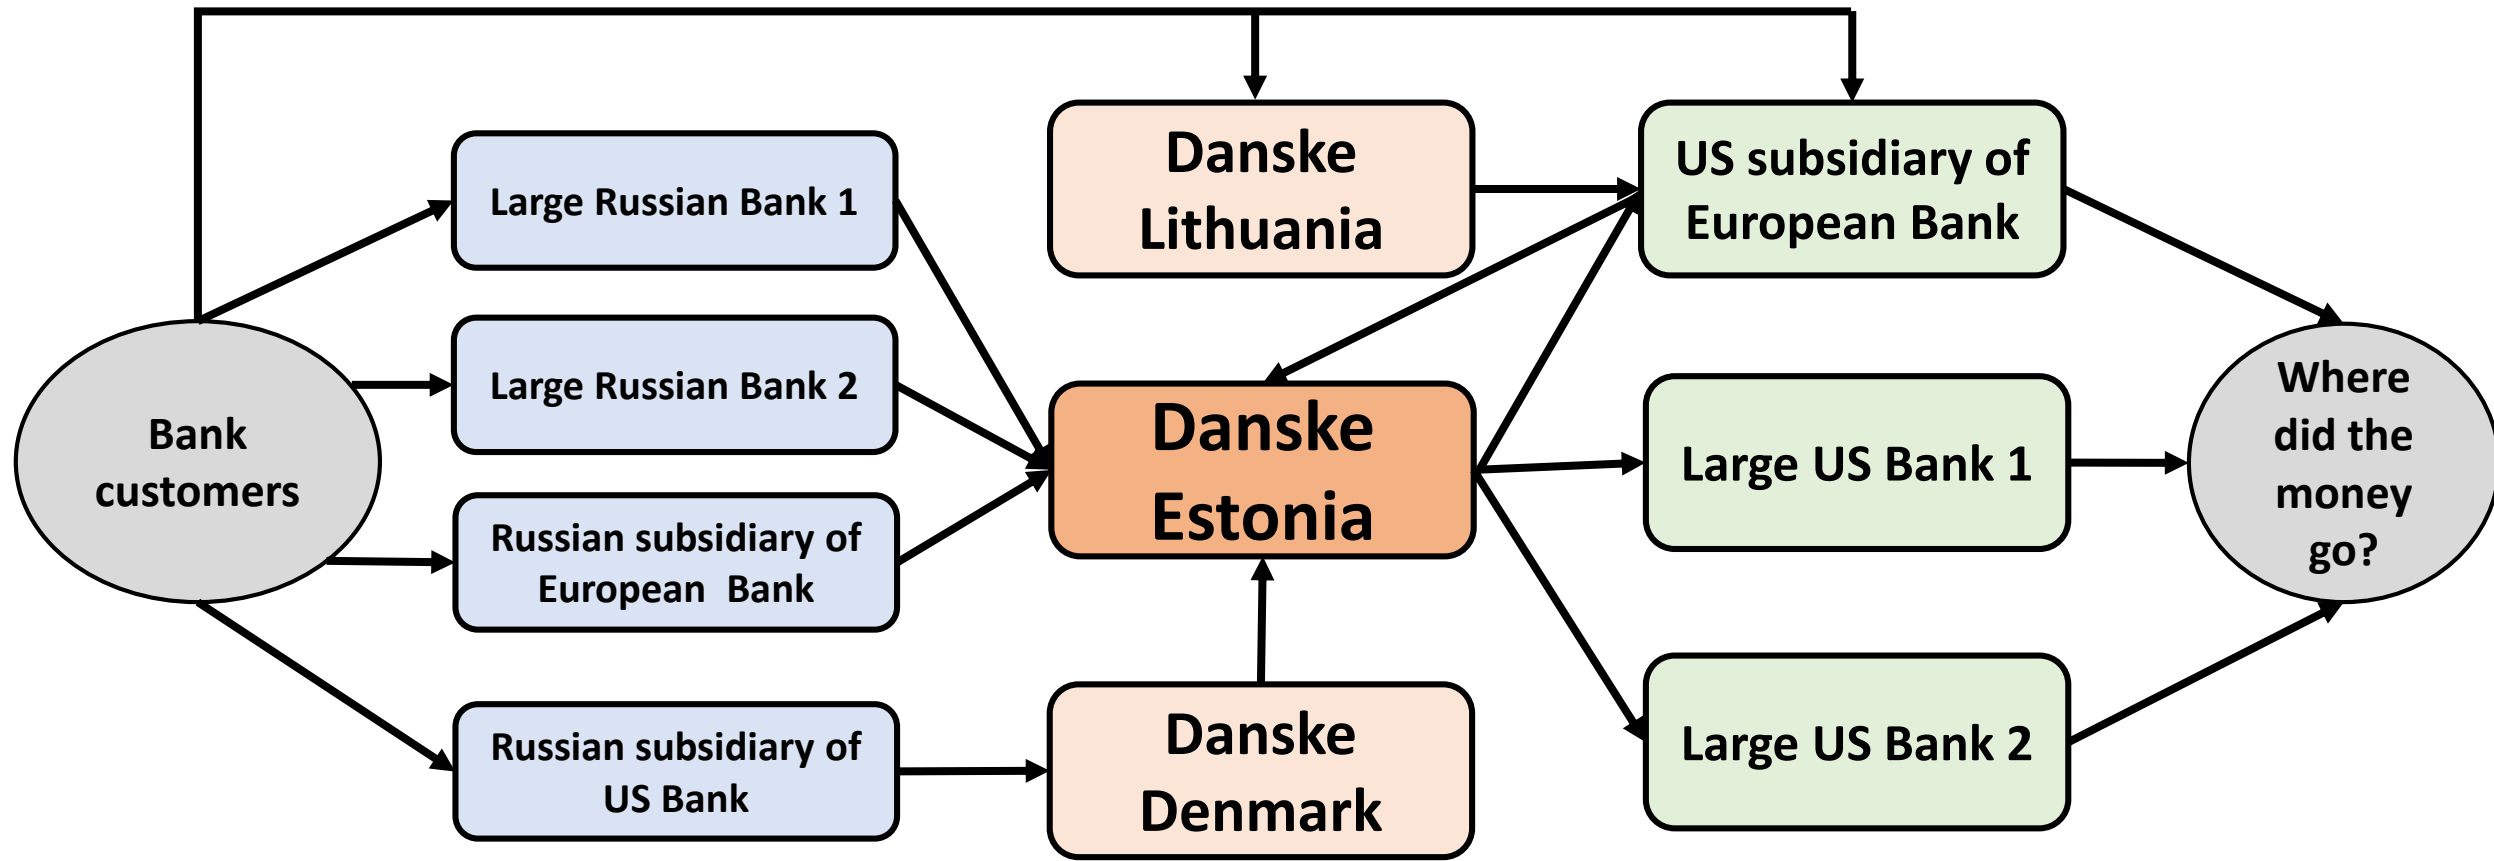 Bank
customers
Large Russian Bank 1
Large Russian Bank 2
Russian subsidiary of
European  Bank
Russian subsidiary of
US Bank
Danske
Lithuania
Danske
Estonia
Danske
Denmark
US subsidiary of
European Bank
Large US Bank 1
Large US Bank 2
Where
did the
money
go?